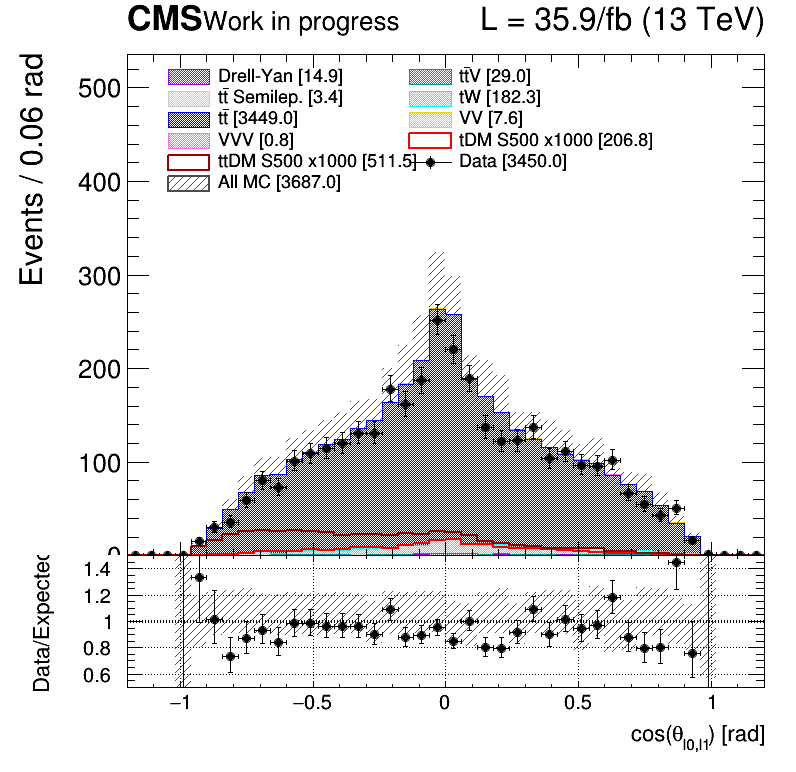 CMS Work in progress L = 35.9/fb (13 TeV)
Events / 0.06 rad
500
400
300
200
100
0
Drell-Yan [14.9]
tt̄ Semilep. [3.4]
tt̄ [3449.0]
VVV [0.8]
ttDM S500 x1000 [511.5]
All MC [3687.0]
tt̄V [29.0]
tW [182.3]
VV [7.6]
tDM S500 x1000 [206.8]
Data [3450.0]
Data/Expected
1.4
1.2
1
0.8
0.6
−1 −0.5 0 0.5 1
cos(θl0,l1) [rad]